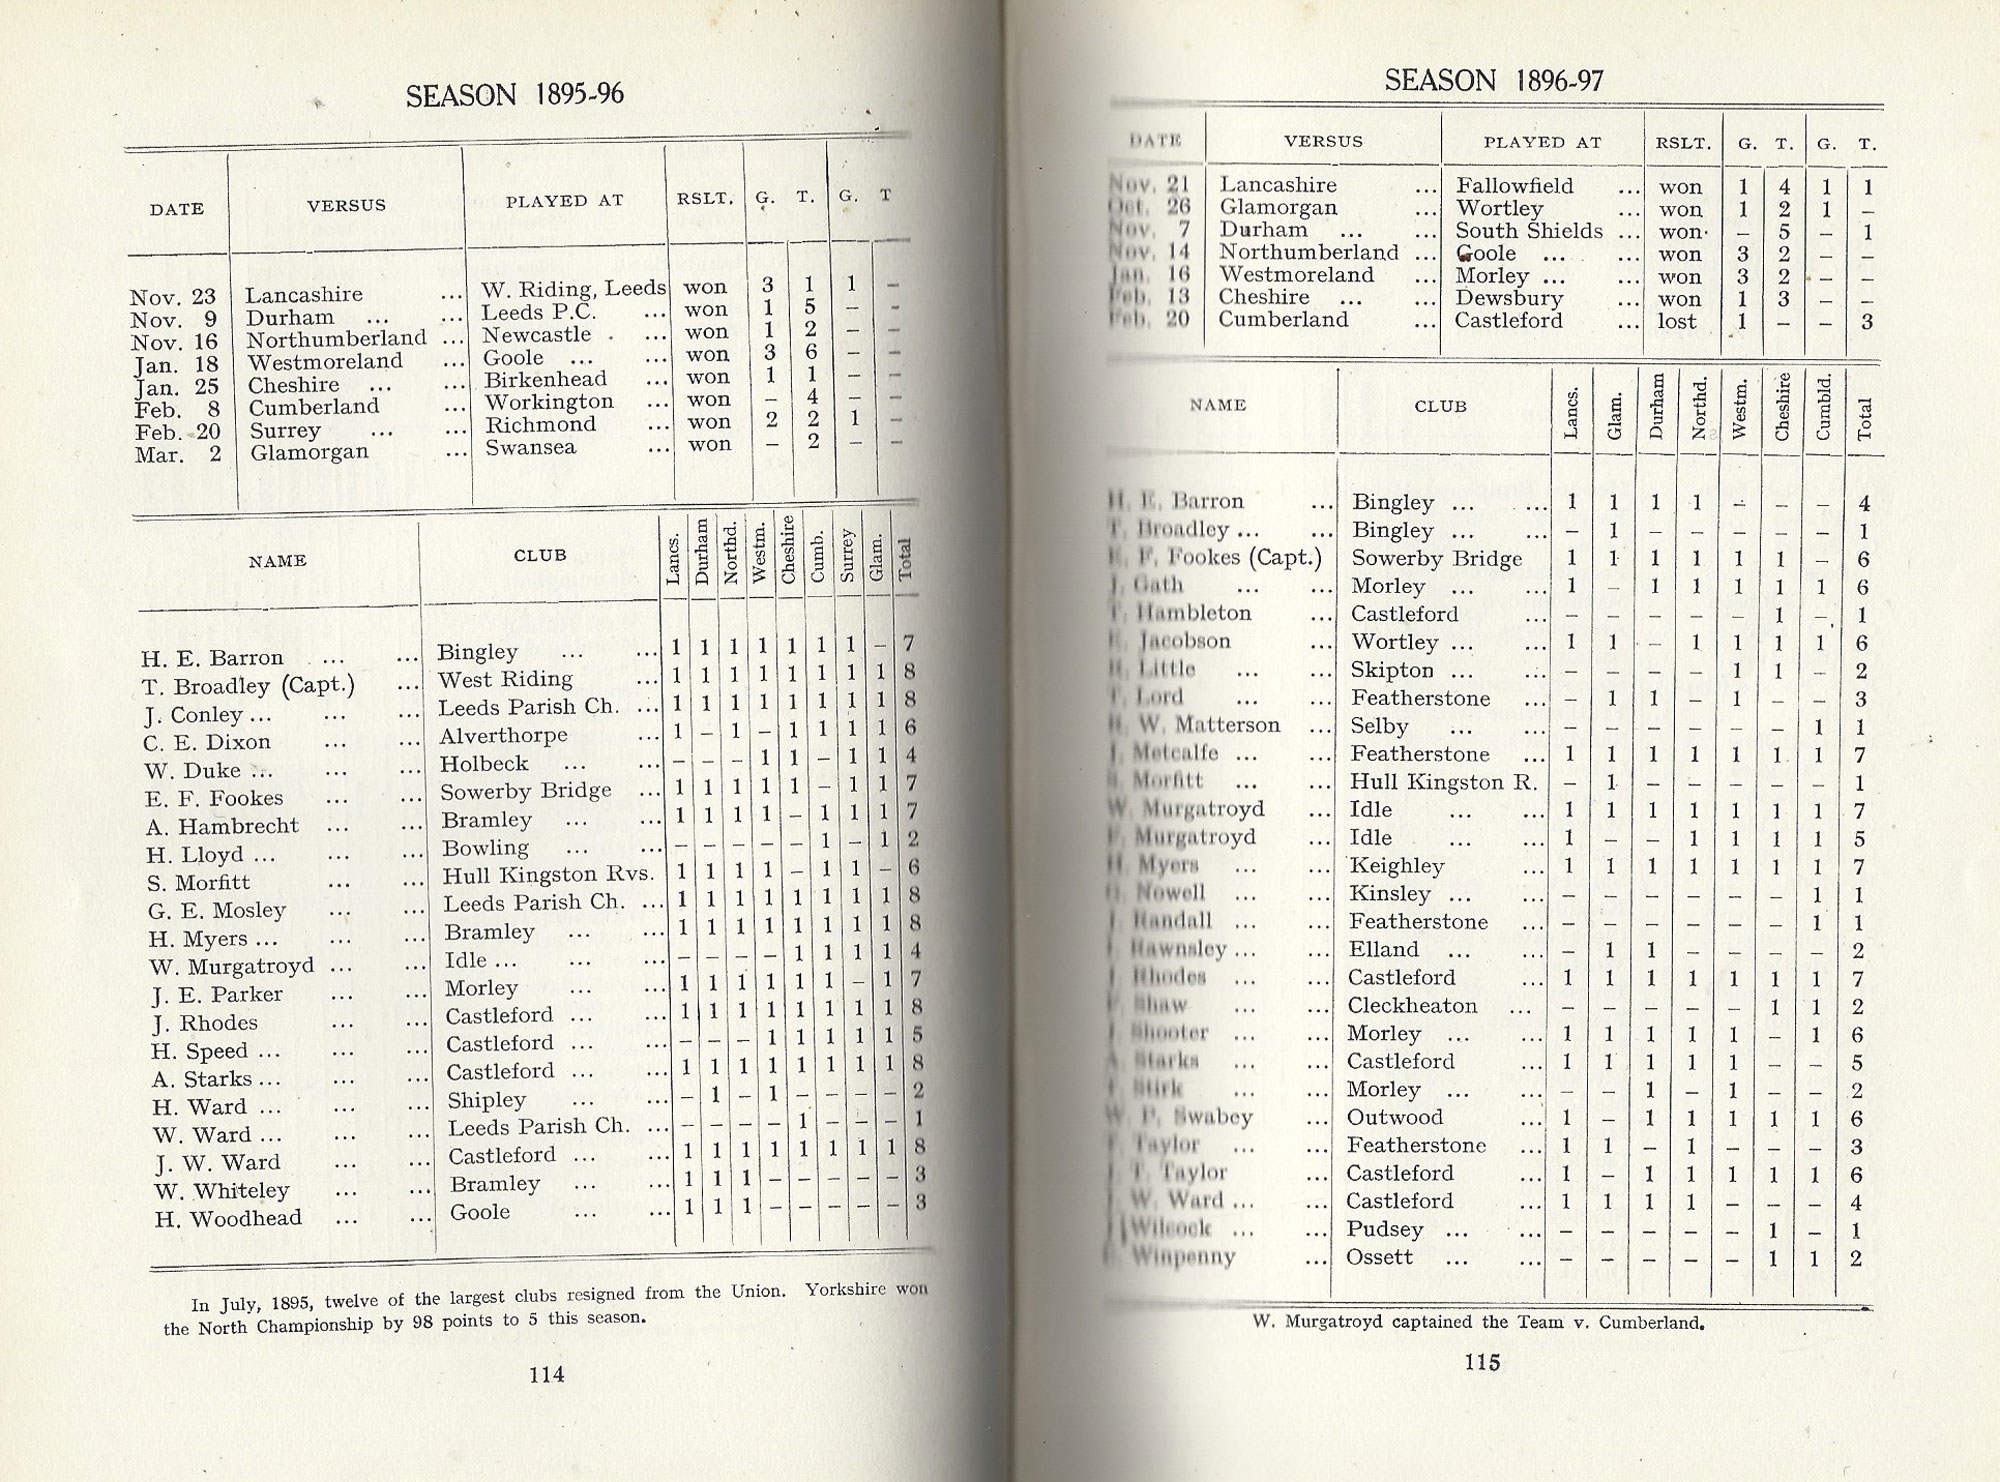 SEASON 1895-96
DATE VERSUS PLAYED AT RSLT. G. T. G. T
Nov. 23 Lancashire ... W. Riding, Leeds won 3 1 1 –
Nov. 9 Durham ... ... Leeds P.C. ... won 1 5 – –
Nov. 16 Northumberland ... Newcastle ... won 1 2 – –
Jan. 18 Westmoreland ... Goole ... ... won 3 6 – –
Jan. 25 Cheshire ... ... Birkenhead ... won 1 1 – –
Feb. 8 Cumberland ... Workington ... won – 4 – –
Feb. 20 Surrey ... ... Richmond ... won 2 2 1 –
Mar. 2 Glamorgan ... Swansea ... won – 2 – –
NAME CLUB Lancs. Durham Northd. Westm. Cheshire Cumb. Surrey Glam. Total
H. E. Barron ... ... Bingley ... ... 1 1 1 1 1 1 1 – 7
T. Broadley (Capt.) ... West Riding ... 1 1 1 1 1 1 1 1 8
J. Conley ... ... ... Leeds Parish Ch. ... 1 1 1 1 1 1 1 1 8
C. E. Dixon ... ... Alverthorpe ... 1 – 1 – 1 1 1 1 6
W. Duke ... ... ... Holbeck ... ... – – – 1 1 – 1 1 4
E. F. Fookes ... ... Sowerby Bridge ... 1 1 1 1 1 – 1 1 7
A. Hambrecht ... ... Bramley ... ... 1 1 1 1 – 1 1 1 7
H. Lloyd ... ... ... Bowling ... ... – – – – – 1 – 1 2
S. Morfitt ... ... Hull Kingston Rvs. 1 1 1 1 – 1 1 – 6
G. E. Mosley ... ... Leeds Parish Ch. ... 1 1 1 1 1 1 1 1 8
H. Myers ... ... ... Bramley ... ... 1 1 1 1 1 1 1 1 8
W. Murgatroyd ... ... Idle ... ... ... – – – – 1 1 1 1 4
J. E. Parker ... ... Morley ... ... 1 1 1 1 1 1 – 1 7
J. Rhodes ... ... Castleford ... ... 1 1 1 1 1 1 1 1 8
H. Speed ... ... ... Castleford ... ... – – – 1 1 1 1 1 5
A. Starks ... ... ... Castleford ... ... 1 1 1 1 1 1 1 1 8
H. Ward ... ... ... Shipley ... ... – 1 – 1 – – – – 2
W. Ward ... ... ... Leeds Parish Ch. ... – – – – 1 – – – 1
J. W. Ward ... ... Castleford ... ... 1 1 1 1 1 1 1 1 8
W. Whiteley ... ... Bramley ... ... 1 1 1 – – – – – 3
H. Woodhead ... ... Goole ... ... 1 1 1 – – – – – 3
In July, 1895, twelve of the largest clubs resigned from the Union. Yorkshire won
the North Championship by 98 points to 5 this season.
114
SEASON 1896-97
DATE VERSUS PLAYED AT RSLT. G. T. G. T.
Nov. 21 Lancashire ... Fallowfield ... won 1 4 1 1
Oct. 26 Glamorgan ... Wortley ... won 1 2 1 –
Nov. 7 Durham ... ... South Shields ... won – 5 – 1
Nov. 14 Northumberland ... Goole ... ... won 3 2 – –
Jan. 16 Westmoreland ... Morley ... ... won 3 2 – –
Feb. 13 Cheshire ... ... Dewsbury ... won 1 3 – –
Feb. 20 Cumberland ... Castleford ... lost 1 – – 3
NAME CLUB Lancs. Glam. Durham Northd. Westm. Cheshire Cumbld. Total
H. E. Barron ... Bingley ... ... 1 1 1 1 – – – 4
T. Broadley ... ... Bingley ... ... – 1 – – – – – 1
F. Fookes (Capt.) Sowerby Bridge 1 1 1 1 1 1 – 6
J. Gath ... ... Morley ... ... 1 – 1 1 1 1 1 6
T. Hambleton ... Castleford ... – – – – – 1 – 1
Jacobson ... Wortley ... ... 1 1 – 1 1 1 1 6
Little ... ... Skipton ... ... – – – – 1 1 – 2
Lord ... ... Featherstone ... – 1 1 – 1 – – 3
W. Matterson ... Selby ... ... – – – – – – 1 1
J. Metcalfe ... ... Featherstone ... 1 1 1 1 1 1 1 7
Morfitt ... ... Hull Kingston R. – 1 – – – – – 1
W. Murgatroyd ... Idle ... ... 1 1 1 1 1 1 1 7
Murgatroyd ... Idle ... ... 1 – – 1 1 1 1 5
H. Myers ... ... Keighley ... 1 1 1 1 1 1 1 7
Nowell ... ... Kinsley ... ... – – – – – – 1 1
J. Randall ... ... Featherstone ... – – – – – – 1 1
Rawnsley ... ... Elland ... ... – 1 1 – – – – 2
J. Rhodes ... ... Castleford ... 1 1 1 1 1 1 1 7
Shaw ... ... Cleckheaton ... – – – – – 1 1 2
J. Shooter ... ... Morley ... ... 1 1 1 1 1 – 1 6
A. Starks ... ... Castleford ... 1 1 1 1 1 – – 5
Stirk ... ... Morley ... ... – – 1 – 1 – – 2
W. P. Swabey ... Outwood ... 1 – 1 1 1 1 1 6
Taylor ... ... Featherstone ... 1 1 – 1 – – – 3
T. Taylor ... Castleford ... 1 – 1 1 1 1 1 6
W. Ward ... ... Castleford ... 1 1 1 1 – – – 4
Wilcock ... ... Pudsey ... ... – – – – – 1 – 1
Winpenny ... Ossett ... ... – – – – – 1 1 2
W. Murgatroyd captained the Team v. Cumberland.
115